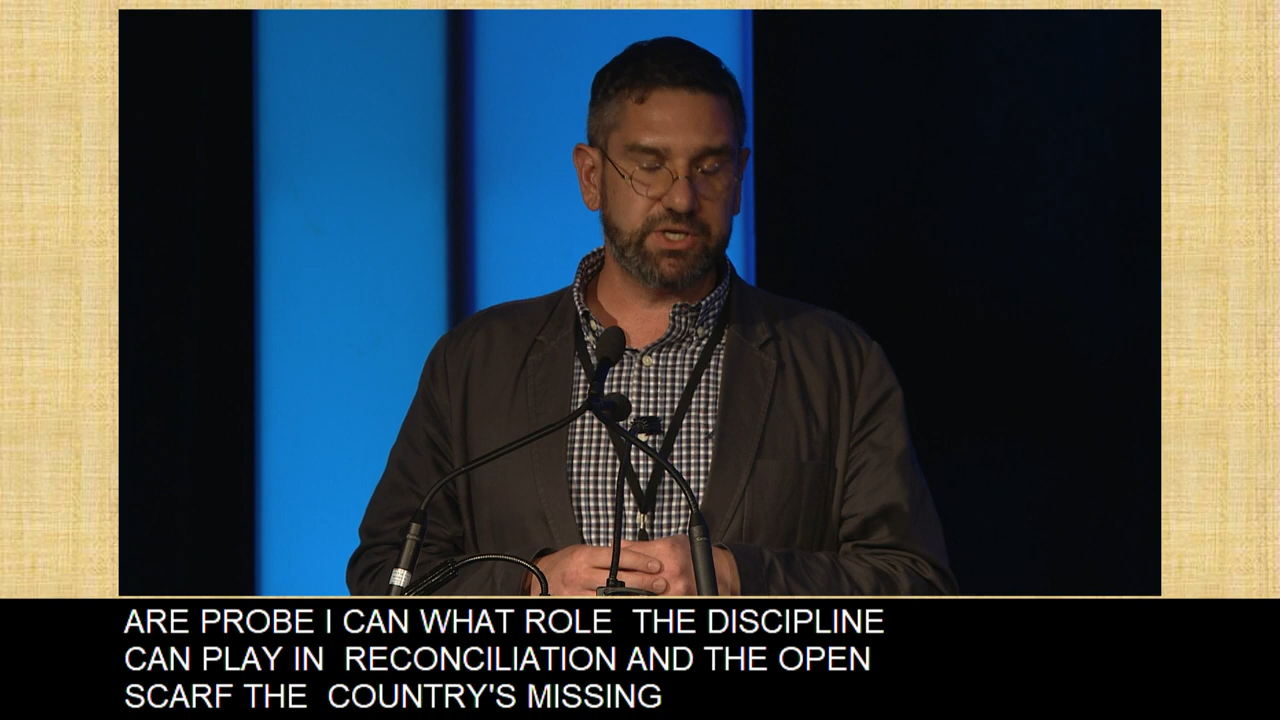 ARE PROBE I CAN WHAT ROLE  THE DISCIPLINE
CAN PLAY IN  RECONCILIATION AND THE OPEN
SCARF THE  COUNTRY'S MISSING